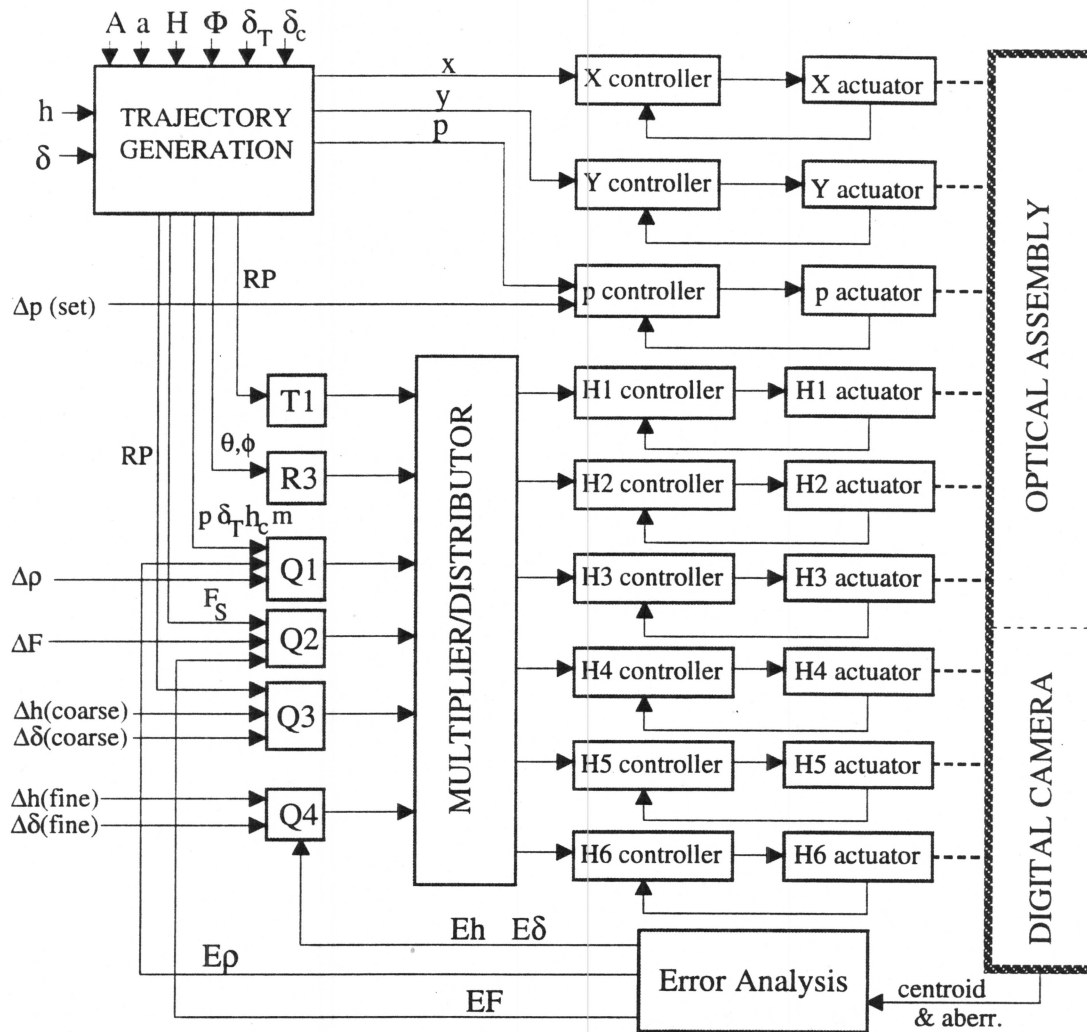 A a H Φ δT δc
h
δ
TRAJECTORY
GENERATION
x
y
p
X controller
X actuator
Y controller
Y actuator
RP
Δp (set)
p controller
p actuator
OPTICAL ASSEMBLY
T1
H1 controller
H1 actuator
RP
θ,ϕ
R3
MULTIPLIER/DISTRIBUTOR
H2 controller
H2 actuator
p δT hc m
Δρ
Q1
H3 controller
H3 actuator
FS
ΔF
Q2
H4 controller
H4 actuator
Δh(coarse)
Δδ(coarse)
Q3
H5 controller
H5 actuator
DIGITAL CAMERA
Δh(fine)
Δδ(fine)
Q4
H6 controller
H6 actuator
Eh Eδ
Eρ
EF
Error Analysis
centroid
& aberr.